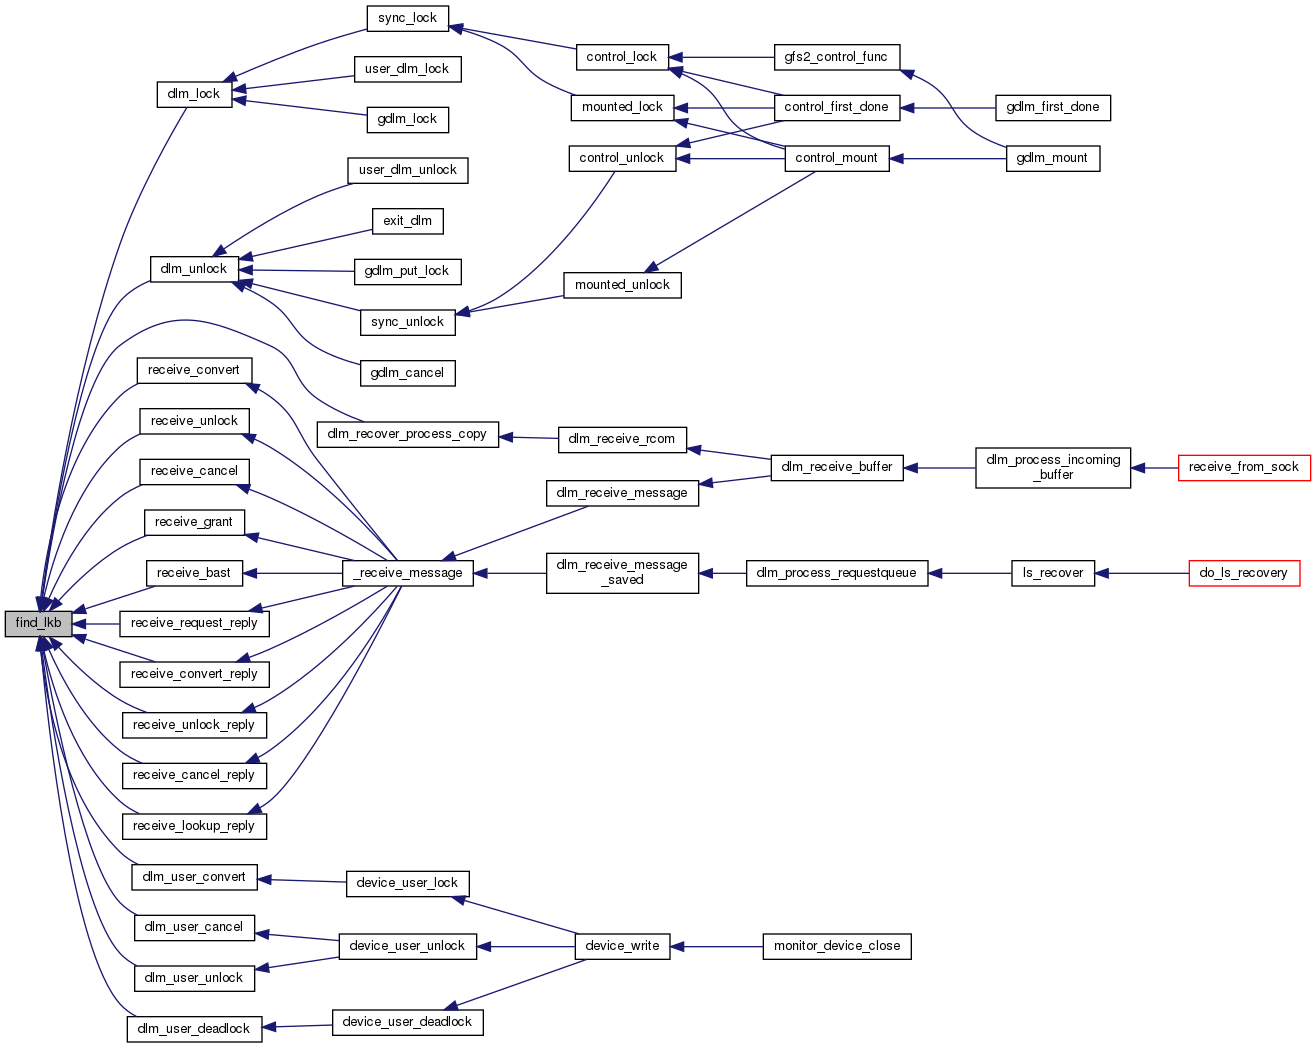 sync_lock
control_lock
gfs2_control_func
user_dlm_lock
dlm_lock
mounted_lock
control_first_done
gdlm_first_done
gdlm_lock
control_unlock
control_mount
gdlm_mount
user_dlm_unlock
exit_dlm
dlm_unlock
gdlm_put_lock
mounted_unlock
sync_unlock
gdlm_cancel
receive_convert
receive_unlock
dlm_recover_process_copy
dlm_receive_rcom
dlm_receive_buffer
dlm_process_incoming
_buffer
receive_from_sock
receive_cancel
dlm_receive_message
receive_grant
receive_bast
_receive_message
dlm_receive_message
_saved
dlm_process_requestqueue
ls_recover
do_ls_recovery
find_lkb
receive_request_reply
receive_convert_reply
receive_unlock_reply
receive_cancel_reply
receive_lookup_reply
dlm_user_convert
device_user_lock
dlm_user_cancel
device_user_unlock
device_write
monitor_device_close
dlm_user_unlock
dlm_user_deadlock
device_user_deadlock